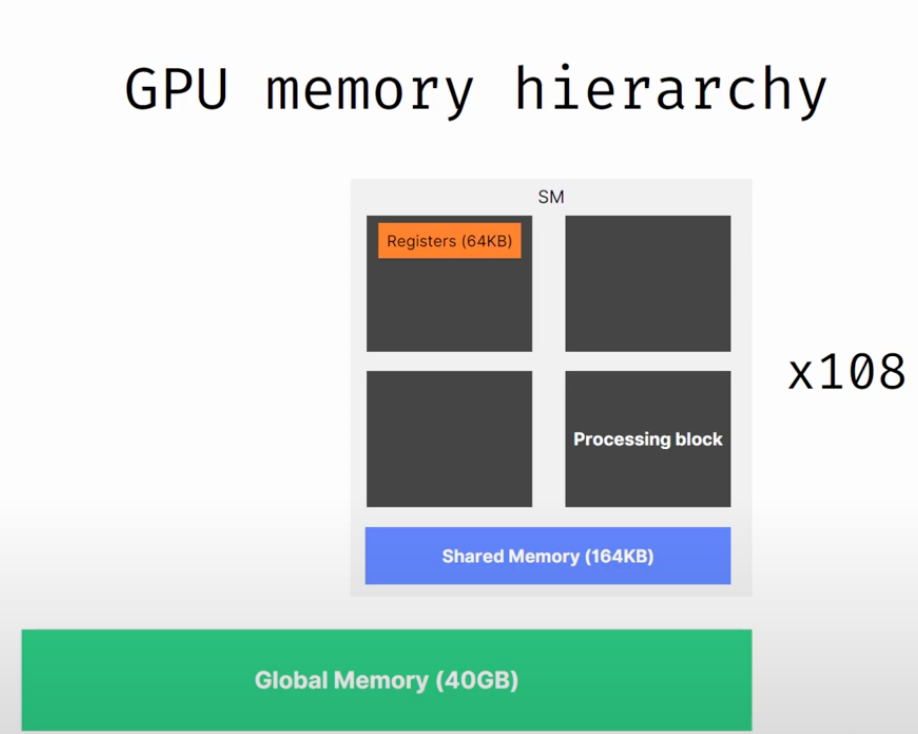 GPU memory hierarchy
SM
Registers (64KB)
x108
Processing block
Shared Memory (164KB)
Global Memory (40GB)